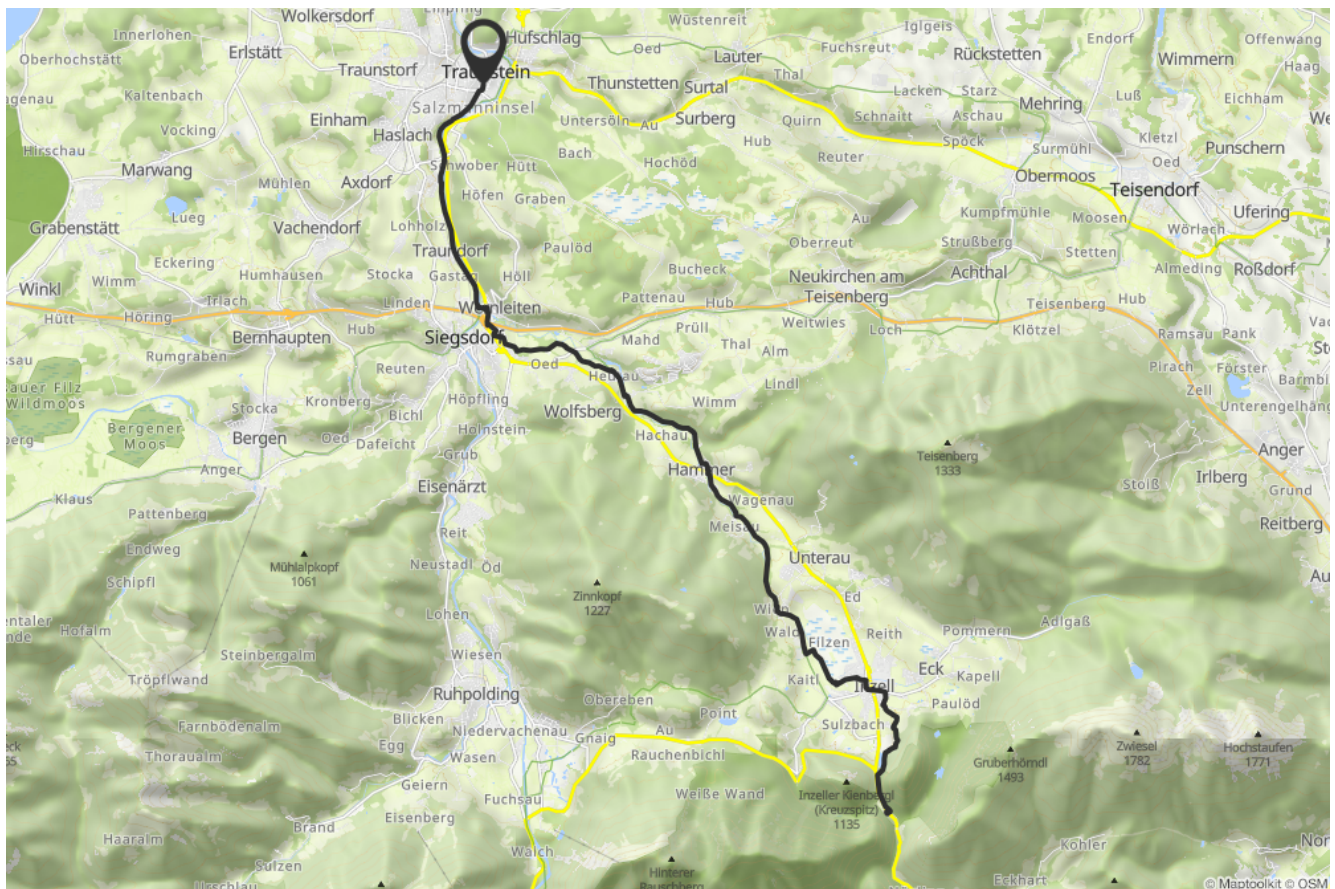 Wolkersdorf
Innerlohen
Erlstätt
Oberhochstätt
Traunstorf
Kaltenbach
Einham
Vocking
Haslach
Hirschau
Marwang
Axdorf
Mühlen
Lueg
Grabenstätt
Vachendorf
Eckering
Wimm
Humhausen
Stocka
Winkl
Hütt
Höring
Irlach
Linden
Bernhaupten
Hub
Rumgraben
Reuten
Kronberg
Stocka
Bichl
Oed
Dafeicht
Bergener
Moos
Bergen
Anger
Klaus
Pattenberg
Endweg
Schipfl
Hofalm
Tröpflwand
Steinbergalm
Farnbödenalm
Thoraualm
Haaralm
Hufschlag
Wüstenreit
Oed
Lauter
Fuchsreut
Iglgeis
Rückstetten
Endorf
Offenwang
Wimmern
Haag
Traunstein
Salzmanninsel
Thunstetten
Surtal
Thal
Lacken
Starz
Aschau
Mehring
Luß
Eichham
Untersöln
Au
Surberg
Quirn
Schnaitt
Hub
Spöck
Kletzl
Surmühl
Oed
Punschern
Bach
Hochöd
Reuter
Obermoos
Teisendorf
Schwober
Hütt
Höfen
Graben
Lohholz
Traundorf
Paulöd
Gastag
Höll
Bucheck
Au
Oberreut
Kumpfmühle
Moosen
Ufering
Wörlach
Straßberg
Stetten
Almeding
Roßdorf
Achthal
Neukirchen am
Teisenberg
Pattenau
Hub
Wernleiten
Prüll
Weitwies
Loch
Teisenberg
Hub
Klötzel
Ramsau
Pank
Siegsdorf
Mahd
Thal
Alm
Oed
Heutau
Lindl
Pirach
Förster
Zell
Unterengelhäng
Höpfling
Wolfsberg
Wimm
Holnstein
Hachau
Grub
Hammer
Teisenberg
1333
Anger
Irlberg
Stoiß
Grund
Reitberg
Eisenärzt
Wagenau
Meisau
Reit
Neustadl
Öd
Mühlalpkopf
1061
Zinnkopf
1227
Unterau
Ed
Lohen
Wald
Filzen
Reith
Pommern
Adlgaß
Wiesen
Eck
Kapell
Kaitl
Inzell
Paulöd
Ruhpolding
Obereben
Point
Sulzbach
Blicken
Niedervachenau
Gnaig
Au
Rauchenbichl
Egg
Wasen
Geiern
Fuchsau
Weiße Wand
Inzeller Kienbergl
(Kreuzspitz)
1135
Gruberhörndl
1493
Zwiesel
1782
Hochstaufen
1771
Eisenberg
Brand
Sulzen
Hinterer
Rauschberg
Kohler
Eckhart
© Maptoolkit © OSM